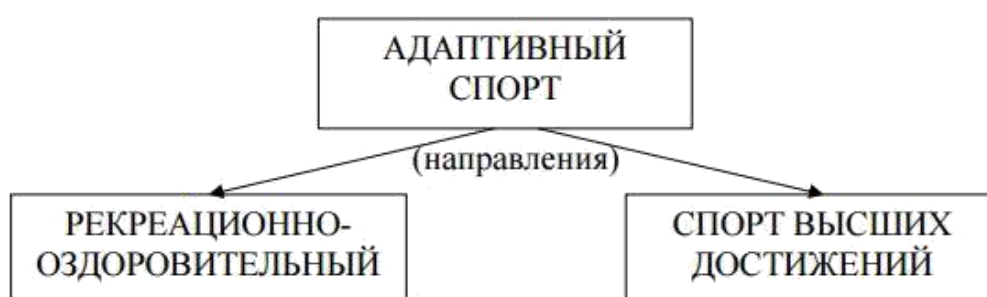 АДАПТИВНЫЙ
СПОРТ
(направления)
РЕКРЕАЦИОННО-
ОЗДОРОВИТЕЛЬНЫЙ
СПОРТ ВЫСШИХ
ДОСТИЖЕНИЙ